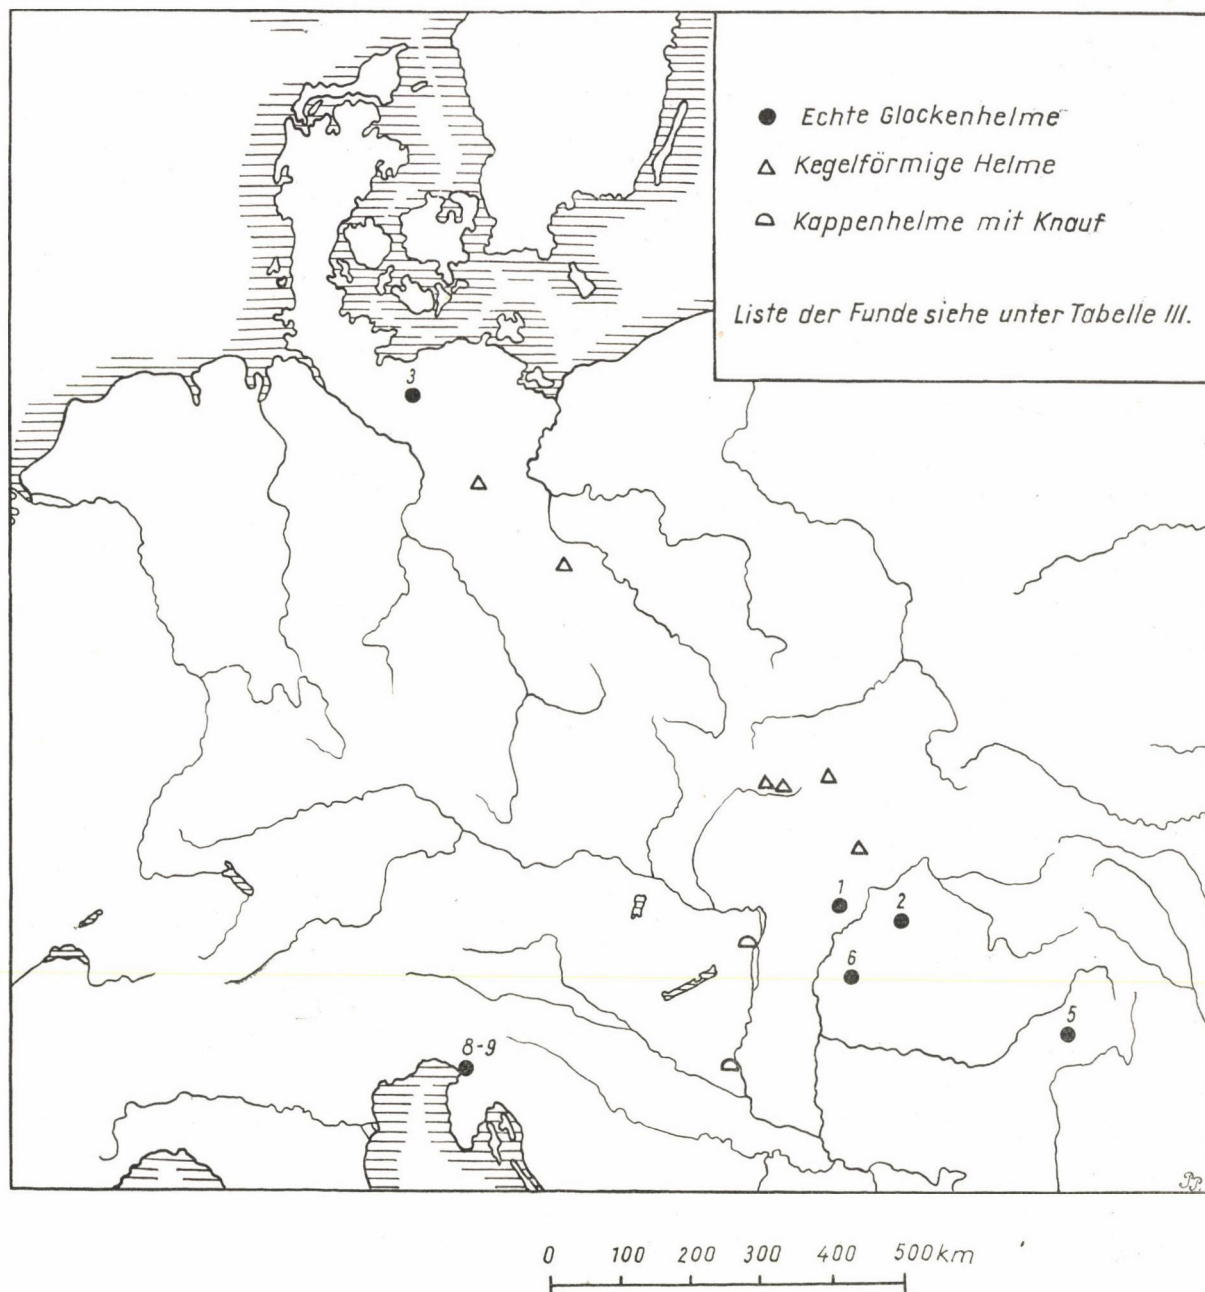 Echte Glockenhelme
Kegelförmige Helme
Kappenhelme mit Knauf
Liste der Funde siehe unter Tabelle III.
3
1
2
6
5
8-9
0 100 200 300 400 500km